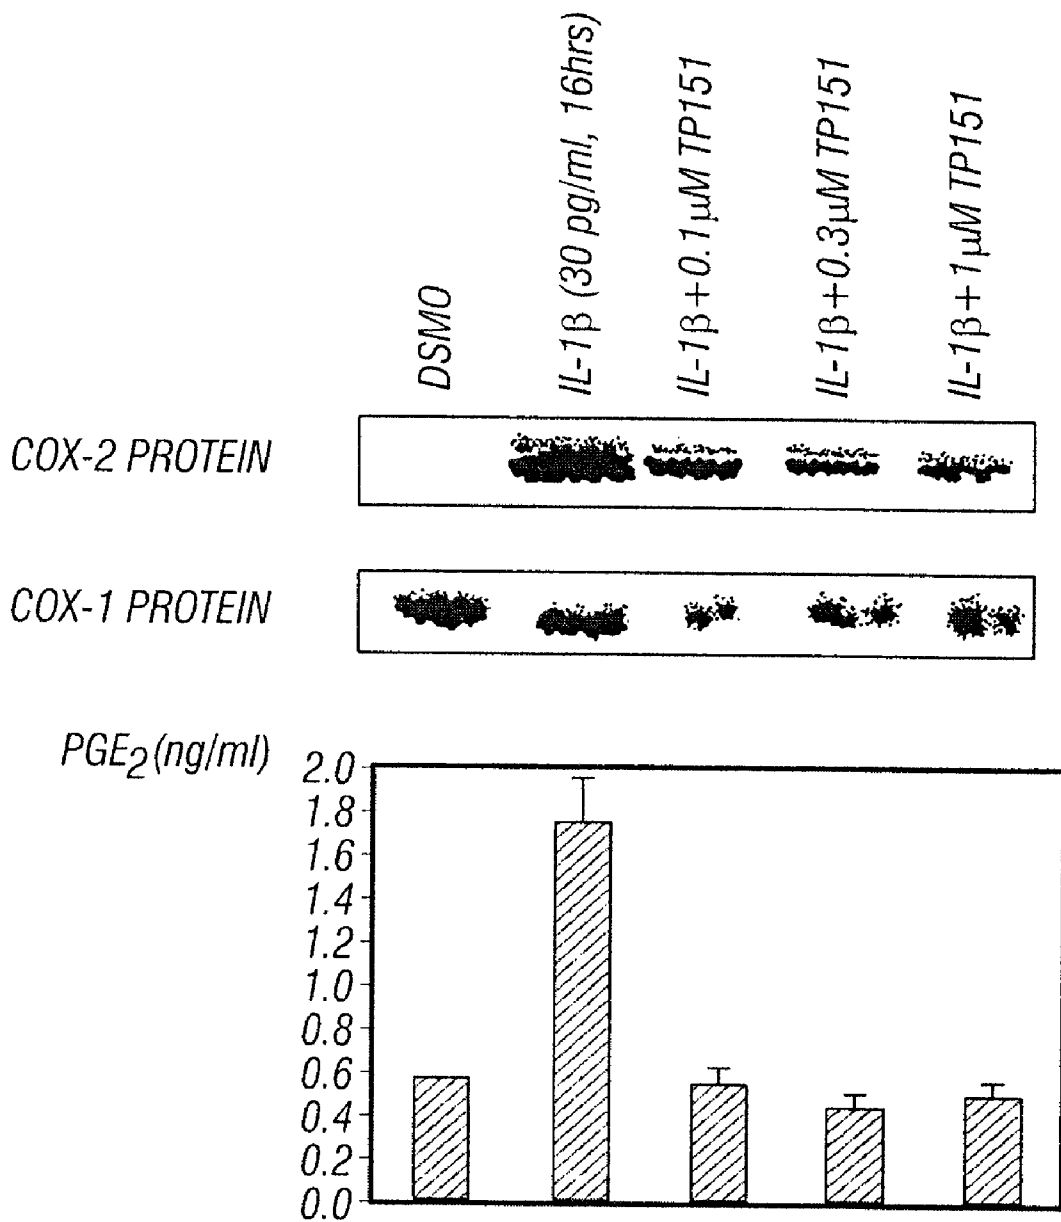 DSMO
IL-1β (30 pg/ml, 16hrs)
IL-1β+0.1μM TP151
IL-1β+0.3μM TP151
IL-1β+1μM TP151
COX-2 PROTEIN
COX-1 PROTEIN
PGE2(ng/ml)
2.0
1.8
1.6
1.4
1.2
1.0
0.8
0.6
0.4
0.2
0.0